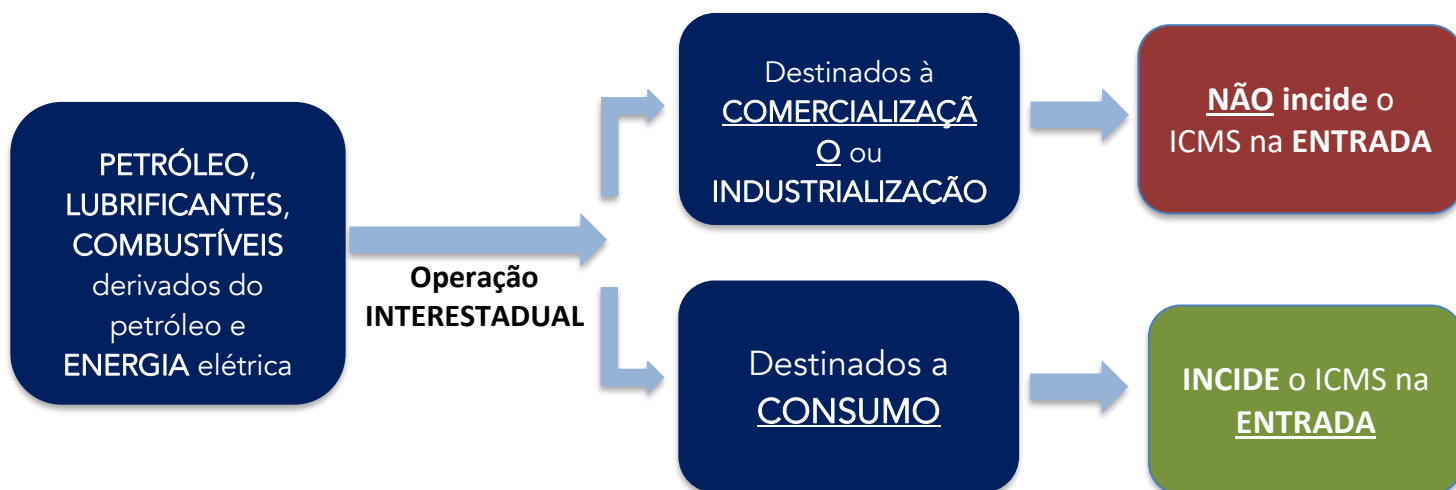 PETRÓLEO,
LUBRIFICANTES,
COMBUSTÍVEIS
derivados do
petróleo e
ENERGIA elétrica
Operação
INTERESTADUAL
Destinados à
COMERCIALIZAÇÃ
O ou
INDUSTRIALIZAÇÃO
NÃO incide o
ICMS na ENTRADA
Destinados a
CONSUMO
INCIDE o ICMS na
ENTRADA